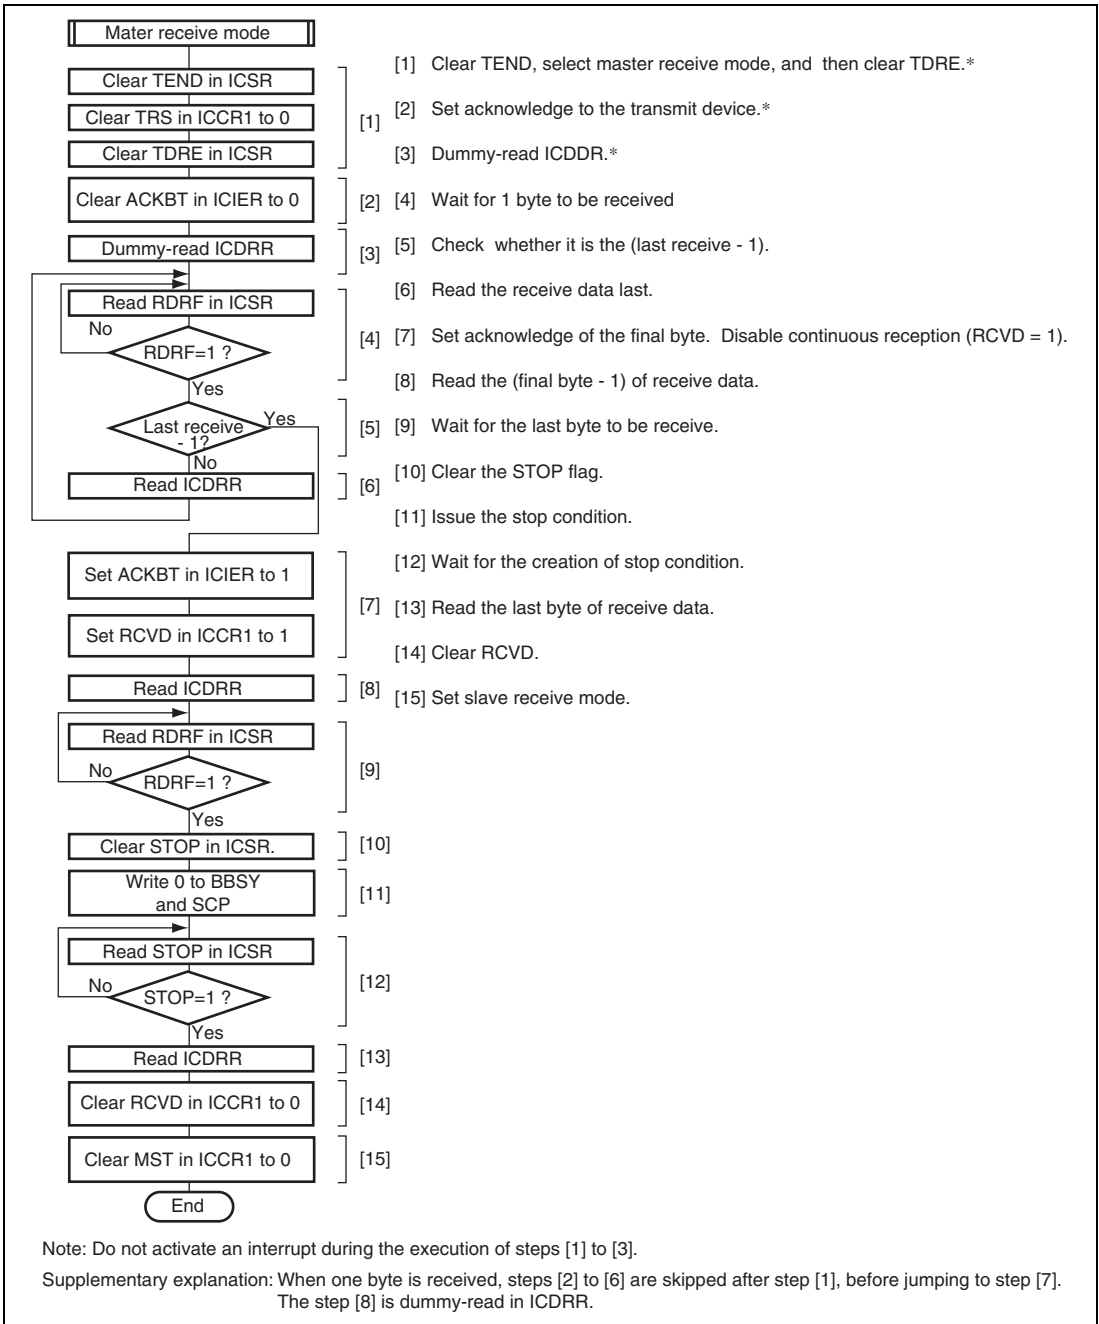 Mater receive mode
Clear TEND in ICSR
Clear TRS in ICCR1 to 0
Clear TDRE in ICSR
[1]
Clear ACKBT in ICIER to 0
[2]
Dummy-read ICDRR
[3]
Read RDRF in ICSR
No
RDRF=1 ?
[4]
Yes
Last receive
- 1?
Yes
[5]
No
Read ICDRR
[6]
Set ACKBT in ICIER to 1
[7]
Set RCVD in ICCR1 to 1
Read ICDRR
[8]
Read RDRF in ICSR
No
RDRF=1 ?
[9]
Yes
Clear STOP in ICSR.
[10]
Write 0 to BBSY
and SCP
[11]
Read STOP in ICSR
No
STOP=1 ?
[12]
Yes
Read ICDRR
[13]
Clear RCVD in ICCR1 to 0
[14]
Clear MST in ICCR1 to 0
[15]
End
[1] Clear TEND, select master receive mode, and then clear TDRE.*
[2] Set acknowledge to the transmit device.*
[3] Dummy-read ICDDR.*
[4] Wait for 1 byte to be received
[5] Check whether it is the (last receive - 1).
[6] Read the receive data last.
[7] Set acknowledge of the final byte. Disable continuous reception (RCVD = 1).
[8] Read the (final byte - 1) of receive data.
[9] Wait for the last byte to be receive.
[10] Clear the STOP flag.
[11] Issue the stop condition.
[12] Wait for the creation of stop condition.
[13] Read the last byte of receive data.
[14] Clear RCVD.
[15] Set slave receive mode.
Note: Do not activate an interrupt during the execution of steps [1] to [3].
Supplementary explanation: When one byte is received, steps [2] to [6] are skipped after step [1], before jumping to step [7].
The step [8] is dummy-read in ICDRR.